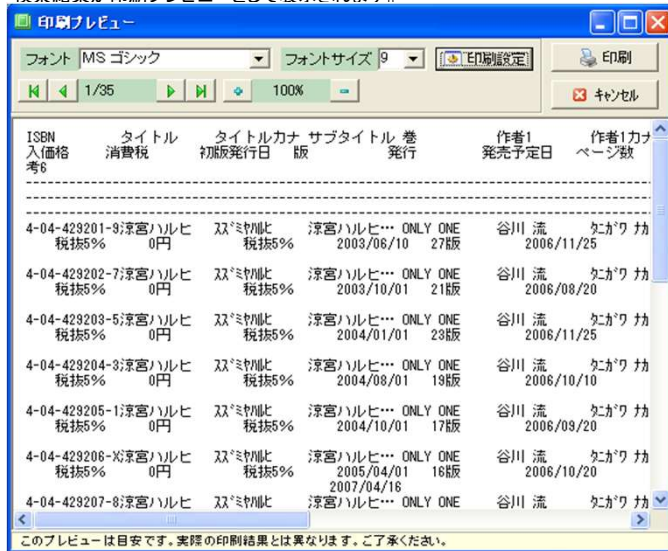 印刷プレビュー
フォント MS ゴシック フォントサイズ 9 印刷設定 印刷
1/35 100% キャンセル
ISBN タイトル タイトルカナ サブタイトル 巻 作者1 作者1カナ
入価格 消費税 初版発行日 版 発行 発売予定日 ページ数
考6
4-04-429201-9涼宮ハルヒ スズミヤハルヒ 涼宮ハルヒ… ONLY ONE 谷川 流 タニガワ ナガ
税抜5% 0円 税抜5% 2003/06/10 27版 2006/11/25
4-04-429202-7涼宮ハルヒ スズミヤハルヒ 涼宮ハルヒ… ONLY ONE 谷川 流 タニガワ ナガ
税抜5% 0円 税抜5% 2003/10/01 21版 2006/08/20
4-04-429203-5涼宮ハルヒ スズミヤハルヒ 涼宮ハルヒ… ONLY ONE 谷川 流 タニガワ ナガ
税抜5% 0円 税抜5% 2004/01/01 23版 2006/11/25
4-04-429204-3涼宮ハルヒ スズミヤハルヒ 涼宮ハルヒ… ONLY ONE 谷川 流 タニガワ ナガ
税抜5% 0円 税抜5% 2004/08/01 19版 2006/10/10
4-04-429205-1涼宮ハルヒ スズミヤハルヒ 涼宮ハルヒ… ONLY ONE 谷川 流 タニガワ ナガ
税抜5% 0円 税抜5% 2004/10/01 17版 2006/09/20
4-04-429206-X涼宮ハルヒ スズミヤハルヒ 涼宮ハルヒ… ONLY ONE 谷川 流 タニガワ ナガ
税抜5% 0円 税抜5% 2005/04/01 16版 2006/10/20
2007/04/16
4-04-429207-8涼宮ハルヒ スズミヤハルヒ 涼宮ハルヒ… ONLY ONE 谷川 流 タニガワ ナガ
このプレビューは目安です。実際の印刷結果とは異なります。ご了承ください。